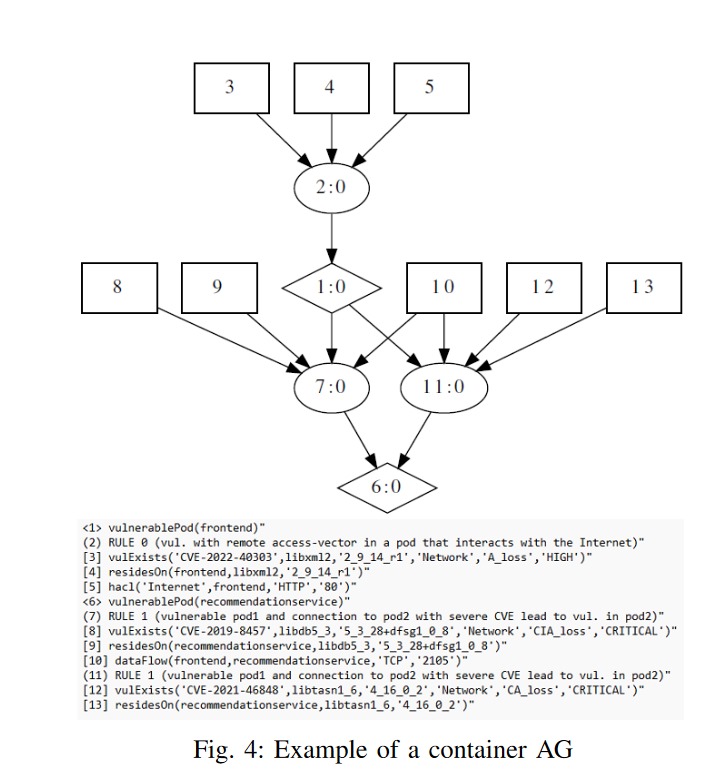 3 4 5
2:0
8 9 1:0 10 12 13
7:0 11:0
6:0
<1> vulnerablePod(frontend)"
(2) RULE 0 (vul. with remote access-vector in a pod that interacts with the Internet)"
[3] vulExists('CVE-2022-40303',libxml2,'2_9_14_r1','Network','A_loss','HIGH')"
[4] residesOn(frontend,libxml2,'2_9_14_r1')"
[5] hacl('Internet',frontend,'HTTP','80')"
<6> vulnerablePod(recommendationservice)"
(7) RULE 1 (vulnerable pod1 and connection to pod2 with severe CVE lead to vul. in pod2)"
[8] vulExists('CVE-2019-8457',libdb5_3,'5_3_28+dfsg1_0_8','Network','CIA_loss','CRITICAL')"
[9] residesOn(recommendationservice,libdb5_3,'5_3_28+dfsg1_0_8')"
[10] dataFlow(frontend,recommendationservice,'TCP','2105')"
(11) RULE 1 (vulnerable pod1 and connection to pod2 with severe CVE lead to vul. in pod2)"
[12] vulExists('CVE-2021-46848',libtasn1_6,'4_16_0_2','Network','CA_loss','CRITICAL')"
[13] residesOn(recommendationservice,libtasn1_6,'4_16_0_2')"
Fig. 4: Example of a container AG